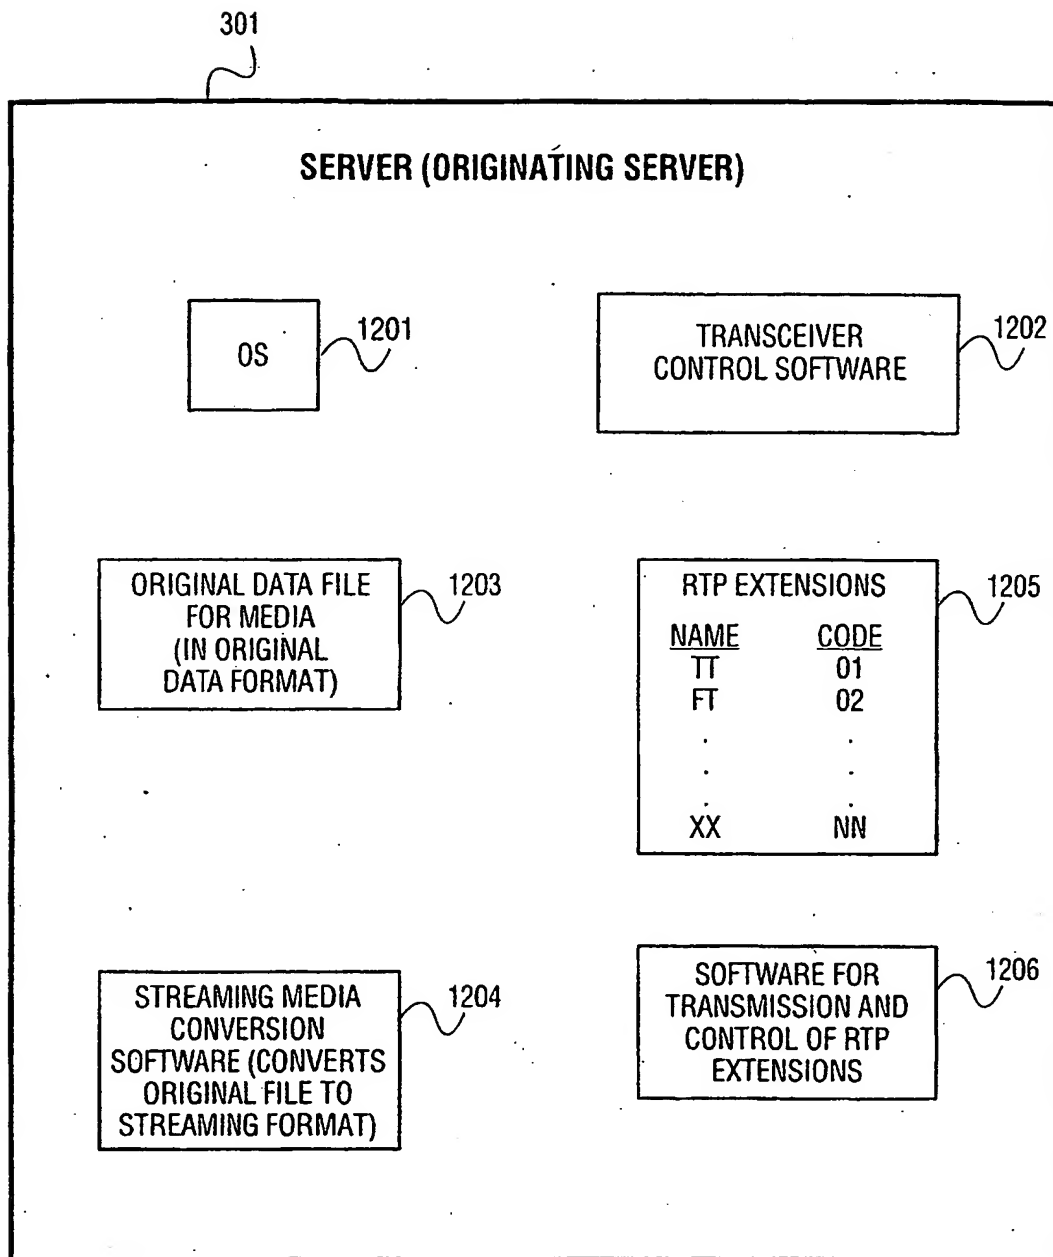 301
SERVER (ORIGINATING SERVER)
OS
1201
TRANSCEIVER
CONTROL SOFTWARE
1202
ORIGINAL DATA FILE
FOR MEDIA
(IN ORIGINAL
DATA FORMAT)
1203
RTP EXTENSIONS
NAME CODE
TT 01
FT 02
. .
. .
. .
XX NN
1205
STREAMING MEDIA
CONVERSION
SOFTWARE (CONVERTS
ORIGINAL FILE TO
STREAMING FORMAT)
1204
SOFTWARE FOR
TRANSMISSION AND
CONTROL OF RTP
EXTENSIONS
1206